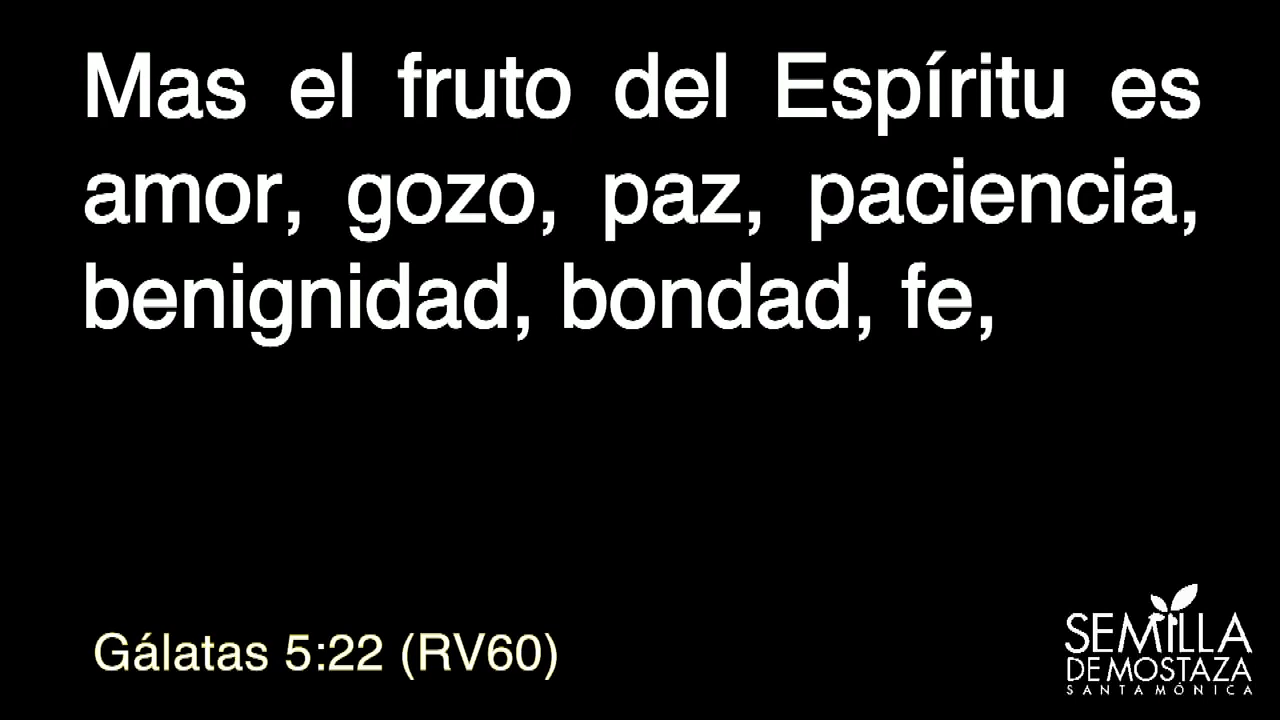 Mas el fruto del Espíritu es
amor, gozo, paz, paciencia,
benignidad, bondad, fe,
Gálatas 5:22 (RV60)
SEMILLA
DE MOSTAZA
SANTA MÓNICA